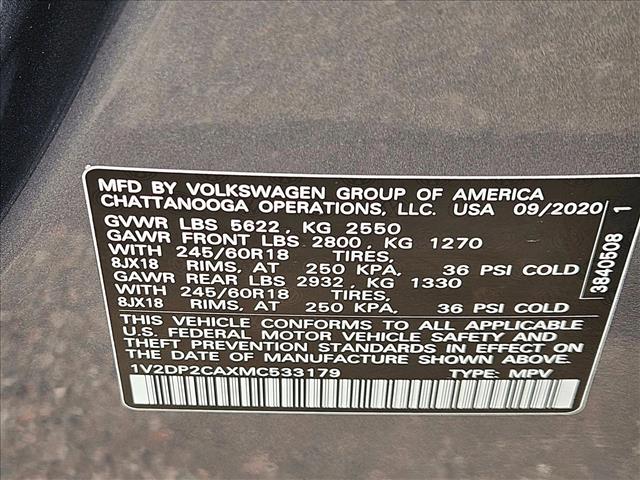 MFD BY VOLKSWAGEN GROUP OF AMERICA
CHATTANOOGA OPERATIONS, LLC. USA 09/2020
GVWR LBS 5622, KG 2550
GAWR FRONT LBS 2800, KG 1270
WITH 245/60R18 TIRES,
8JX18 RIMS, AT 250 KPA, 36 PSI COLD
GAWR REAR LBS 2932, KG 1330
WITH 245/60R18 TIRES,
8JX18 RIMS, AT 250 KPA, 36 PSI COLD
THIS VEHICLE CONFORMS TO ALL APPLICABLE
U.S. FEDERAL MOTOR VEHICLE SAFETY AND
THEFT PREVENTION STANDARDS IN EFFECT ON
THE DATE OF MANUFACTURE SHOWN ABOVE.
1V2DP2CAXMC533179 TYPE: MPV
3840508 1